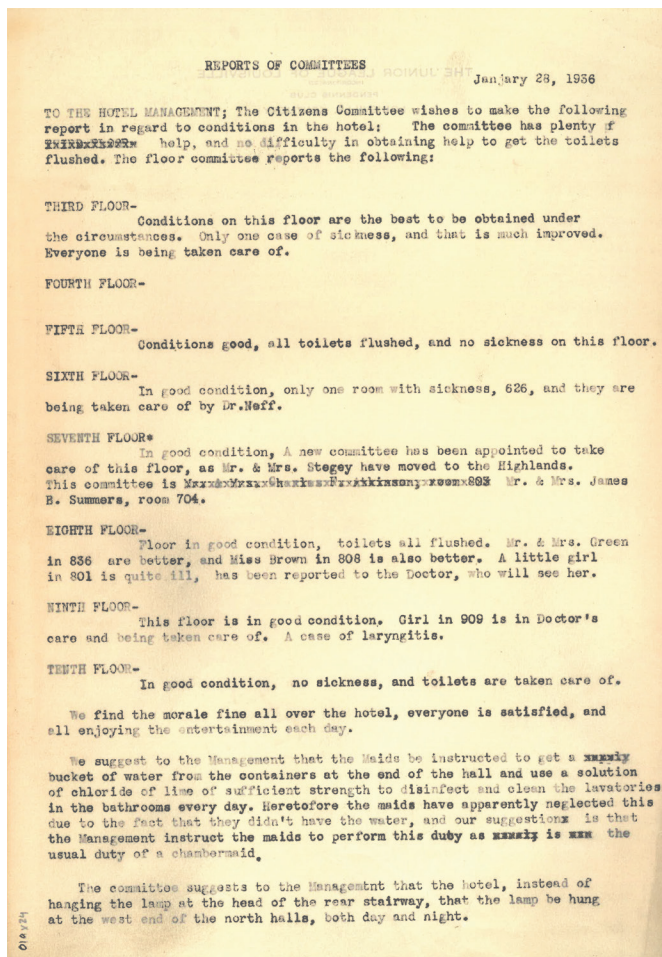 REPORTS OF COMMITTEES
Janjary 28, 1936
TO THE HOTEL MANAGEMENT; The Citizens Committee wishes to make the following
report in regard to conditions in the hotel: The committee has plenty f
help, and no difficulty in obtaining help to get the toilets
flushed. The floor committee reports the following:
THIRD FLOOR-
Conditions on this floor are the best to be obtained under
the circumstances. Only one case of sickness, and that is much improved.
Everyone is being taken care of.
FOURTH FLOOR-
FIFTH FLOOR-
Conditions good, all toilets flushed, and no sickness on this floor.
SIXTH FLOOR-
In good condition, only one room with sickness, 626, and they are
being taken care of by Dr.Neff.
SEVENTH FLOOR*
In good condition, A new committee has been appointed to take
care of this floor, as Mr. & Mrs. Stegey have moved to the Highlands.
This committee is Mr. & Mrs. James
B. Summers, room 704.
EIGHTH FLOOR-
Floor in good condition, toilets all flushed. Mr. & Mrs. Green
in 836 are better, and Miss Brown in 808 is also better. A little girl
in 801 is quite ill, has been reported to the Doctor, who will see her.
NINTH FLOOR-
This floor is in good condition. Girl in 909 is in Doctor's
care and being taken care of. A case of laryngitis.
TENTH FLOOR-
In good condition, no sickness, and toilets are taken care of.
We find the morale fine all over the hotel, everyone is satisfied, and
all enjoying the entertainment each day.
We suggest to the Management that the Maids be instructed to get a
bucket of water from the containers at the end of the hall and use a solution
of chloride of lime of sufficient strength to disinfect and clean the lavatories
in the bathrooms every day. Heretofore the maids have apparently neglected this
due to the fact that they didn't have the water, and our suggestionx is that
the Management instruct the maids to perform this duty as is the
usual duty of a chambermaid.
The committee suggests to the Managemtnt that the hotel, instead of
hanging the lamp at the head of the rear stairway, that the lamp be hung
at the west end of the north halls, both day and night.